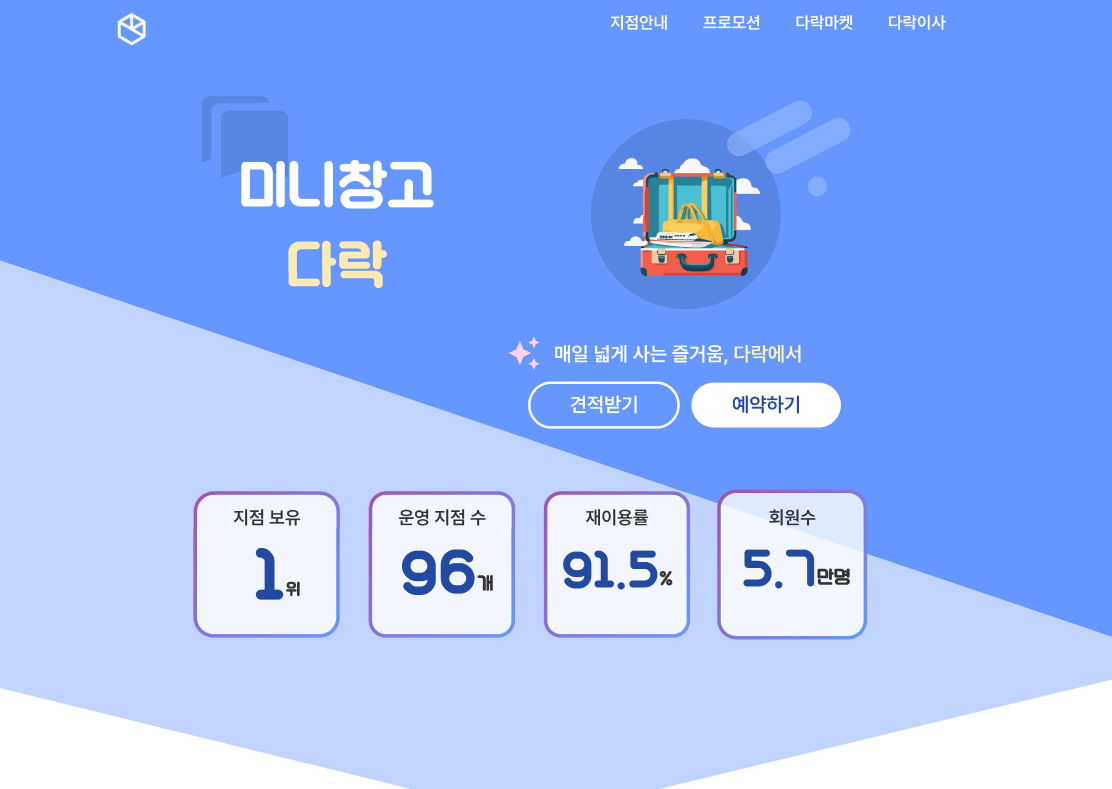 지점안내 프로모션 다락마켓 다락이사
미니창고
다락
매일 넓게 사는 즐거움, 다락에서
견적받기 예약하기
지점 보유 운영 지점 수 재이용률 회원수
1위 96개 91.5% 5.7만명